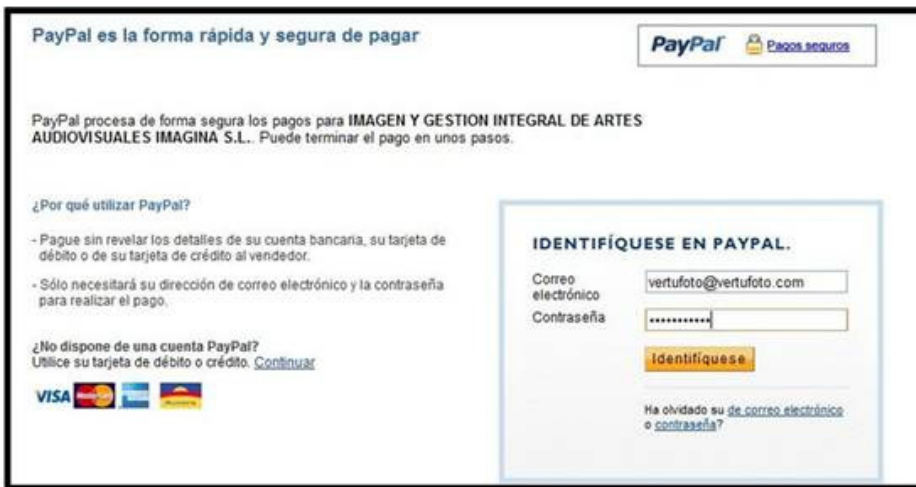 PayPal es la forma rápida y segura de pagar
PayPal Pagos seguros
PayPal procesa de forma segura los pagos para IMAGEN Y GESTION INTEGRAL DE ARTES
AUDIOVISUALES IMAGINA S.L.. Puede terminar el pago en unos pasos.
¿Por qué utilizar PayPal?
- Pague sin revelar los detalles de su cuenta bancaria, su tarjeta de
débito o de su tarjeta de crédito al vendedor.
- Sólo necesitará su dirección de correo electrónico y la contraseña
para realizar el pago.
¿No dispone de una cuenta PayPal?
Utilice su tarjeta de débito o crédito. Continuar
VISA MasterCard
IDENTIFÍQUESE EN PAYPAL.
Correo
electrónico
vertufoto@vertufoto.com
Contraseña
•••••••••••
Identifíquese
Ha olvidado su de correo electrónico
o contraseña?